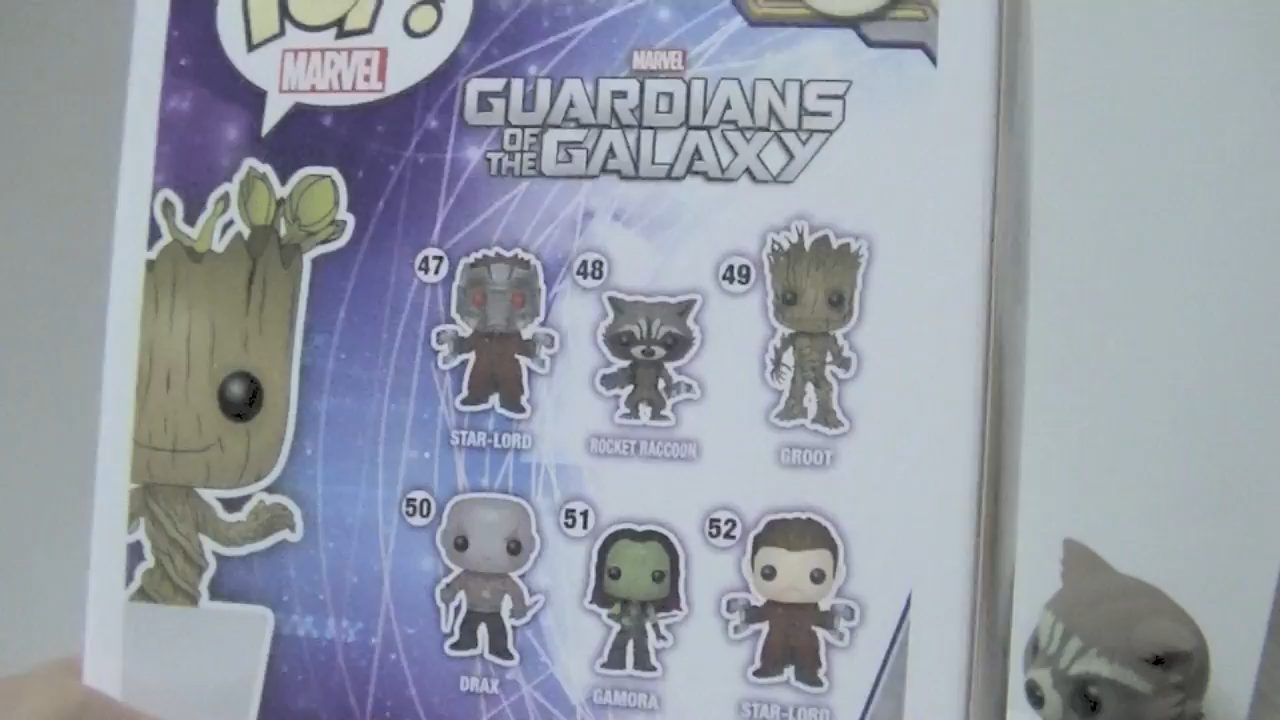 POP!
MARVEL
MARVEL
GUARDIANS
OF THE GALAXY
47 48 49
STAR-LORD ROCKET RACCOON GROOT
50 51 52
DRAX GAMORA STAR-LORD